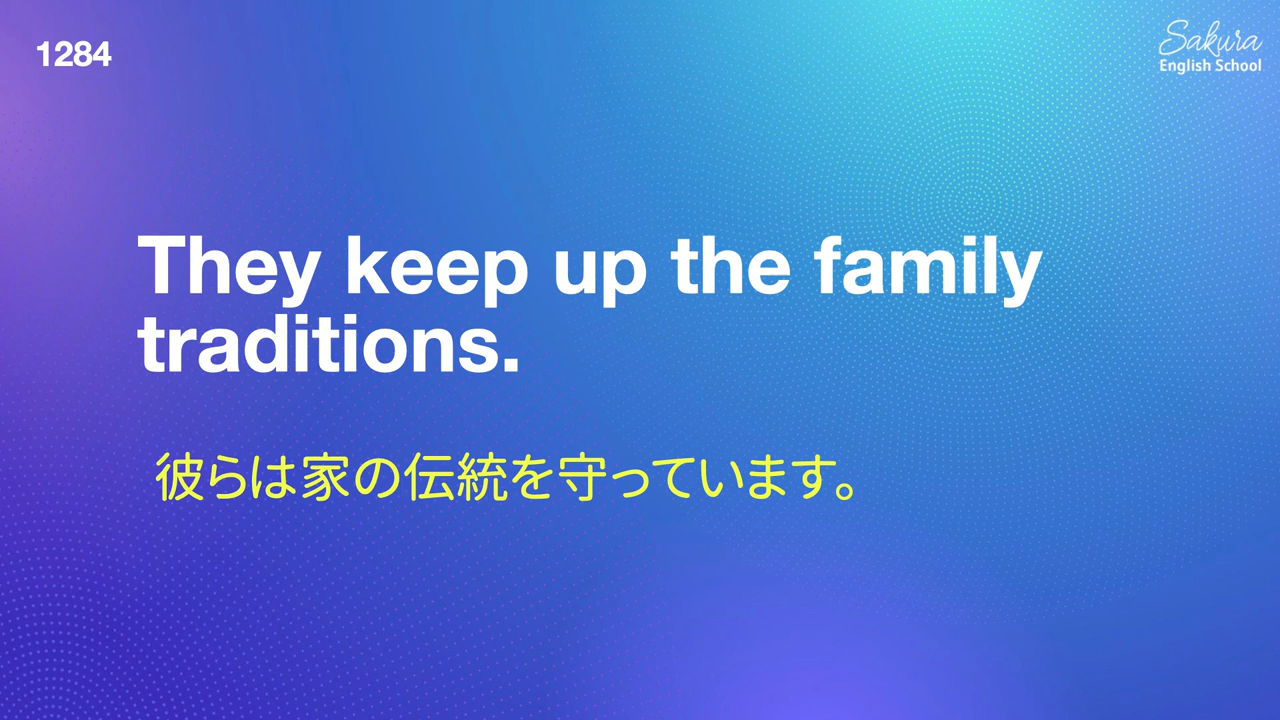 1284
Sakura
English School
They keep up the family
traditions.
彼らは家の伝統を守っています。